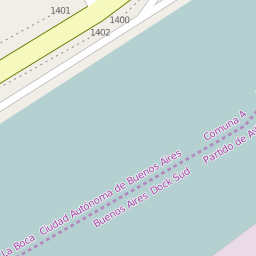 1401
1400
1402
Comuna 4
Partido de Av
La Boca Ciudad Autónoma de Buenos Aires
Buenos Aires Dock Sud